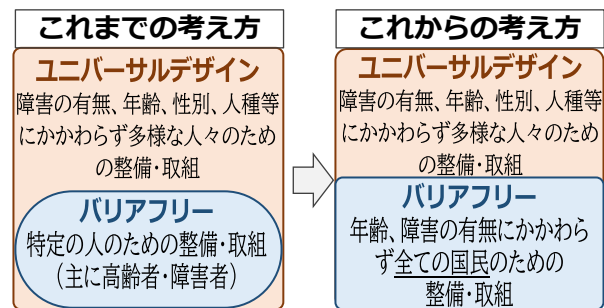 これまでの考え方
ユニバーサルデザイン
障害の有無、年齢、性別、人種等
にかかわらず多様な人々のため
の整備・取組
バリアフリー
特定の人のための整備・取組
(主に高齢者・障害者)
これからの考え方
ユニバーサルデザイン
障害の有無、年齢、性別、人種等
にかかわらず多様な人々のため
の整備・取組
バリアフリー
年齢、障害の有無にかかわら
ず全ての国民のための
整備・取組